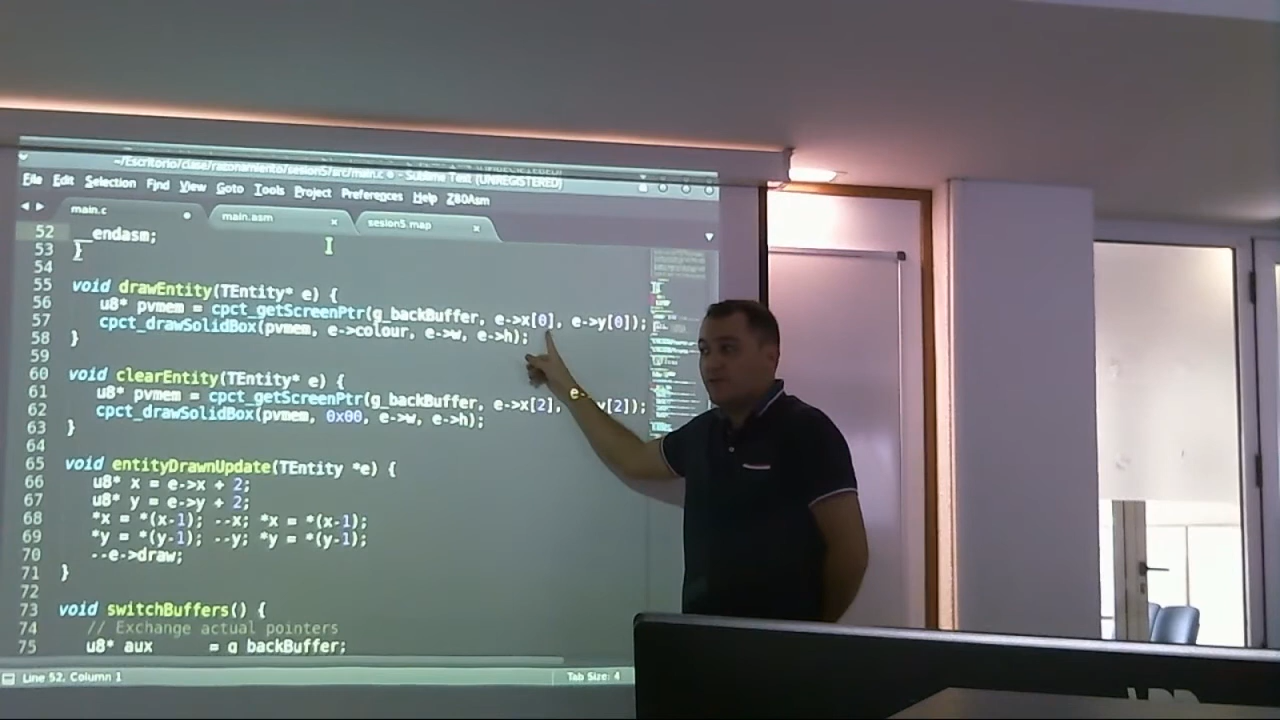 ~/Escritorio/clase/razonamiento/sesion5/src/main.c • - Sublime Text (UNREGISTERED)
File Edit Selection Find View Goto Tools Project Preferences Help Z80Asm
main.c main.asm sesion5.map
52 __endasm;
53 }
54
55 void drawEntity(TEntity* e) {
56 u8* pvmem = cpct_getScreenPtr(g_backBuffer, e->x[0], e->y[0]);
57 cpct_drawSolidBox(pvmem, e->colour, e->w, e->h);
58 }
59
60 void clearEntity(TEntity* e) {
61 u8* pvmem = cpct_getScreenPtr(g_backBuffer, e->x[2], e->y[2]);
62 cpct_drawSolidBox(pvmem, 0x00, e->w, e->h);
63 }
64
65 void entityDrawnUpdate(TEntity *e) {
66 u8* x = e->x + 2;
67 u8* y = e->y + 2;
68 *x = *(x-1); --x; *x = *(x-1);
69 *y = *(y-1); --y; *y = *(y-1);
70 --e->draw;
71 }
72
73 void switchBuffers() {
74 // Exchange actual pointers
75 u8* aux = g_backBuffer;
Line 52, Column 1 Tab Size: 4